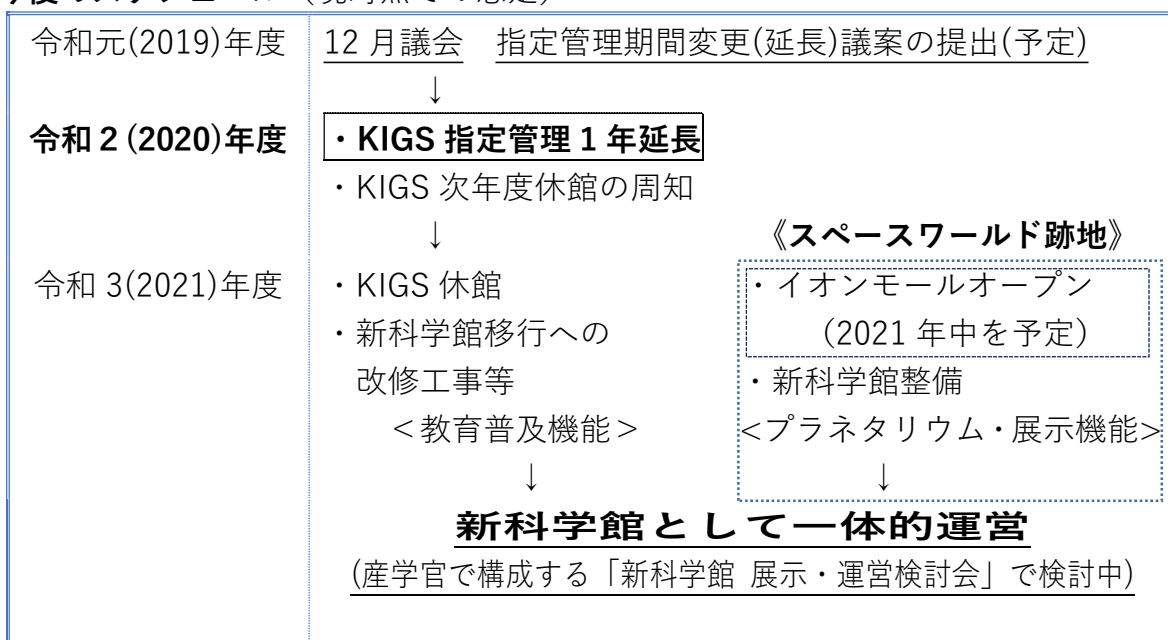 令和元(2019)年度 12 月議会 指定管理期間変更(延長)議案の提出(予定)
↓
令和 2 (2020)年度 ・KIGS 指定管理 1 年延長
・KIGS 次年度休館の周知
↓ 《スペースワールド跡地》
令和 3(2021)年度 ・KIGS 休館 ・イオンモールオープン
・新科学館移行への (2021 年中を予定)
改修工事等 ・新科学館整備
<教育普及機能> <プラネタリウム・展示機能>
↓ ↓
新科学館として一体的運営
(産学官で構成する「新科学館 展示・運営検討会」で検討中)